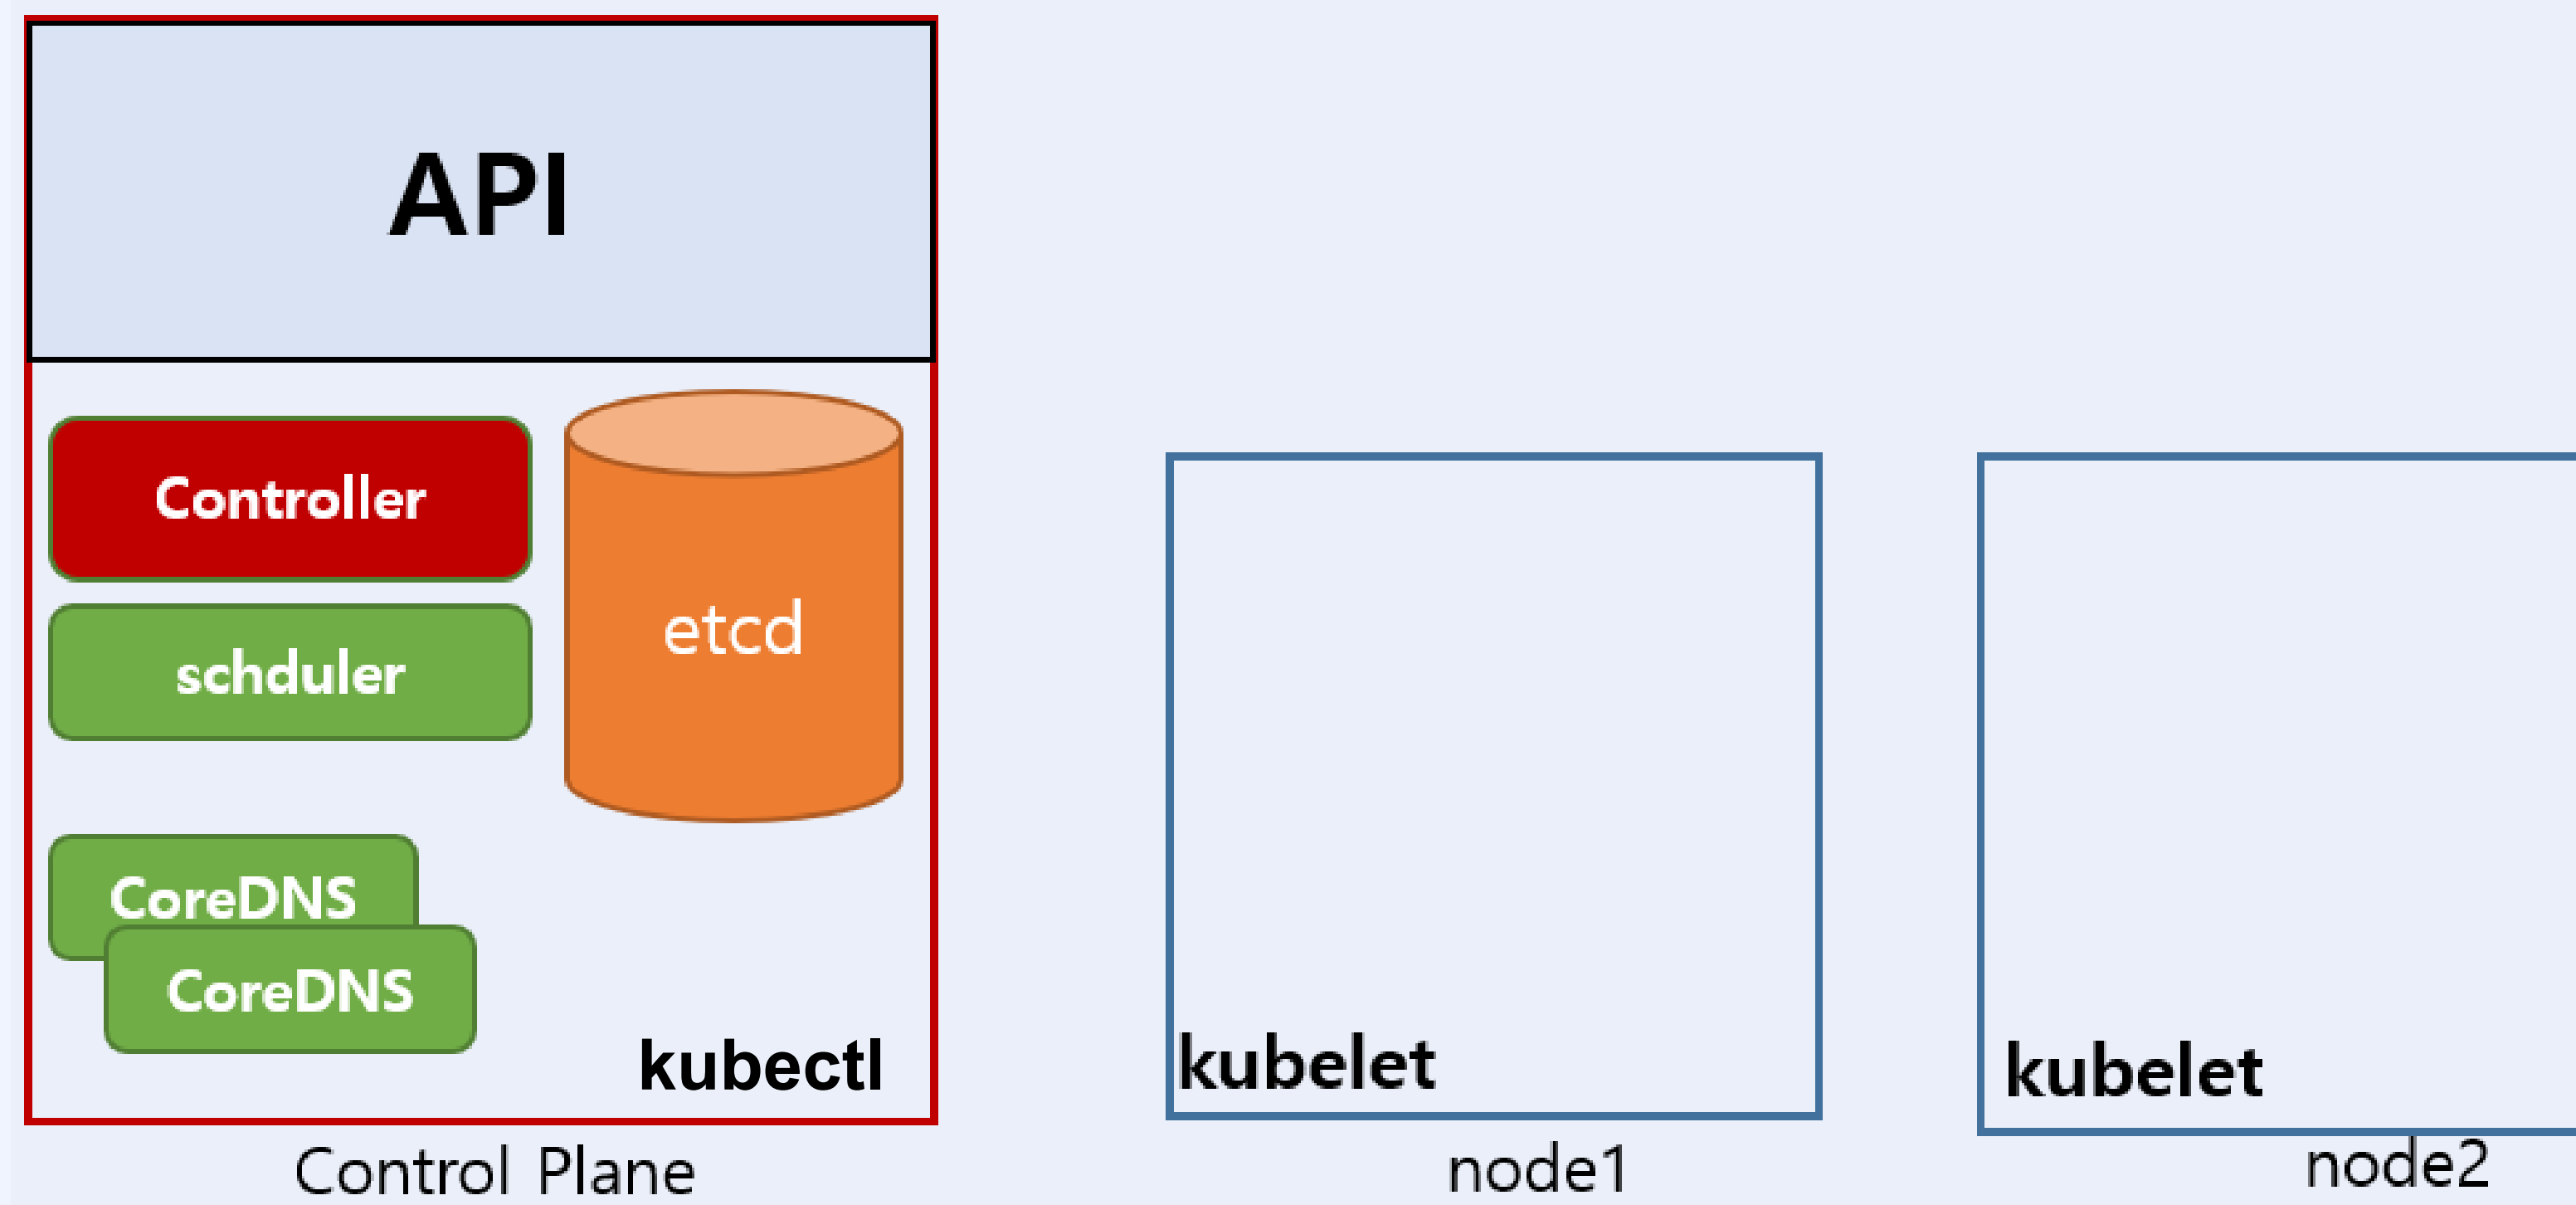 API
Controller
schduler
etcd
CoreDNS
CoreDNS
kubectl
Control Plane
kubelet
node1
kubelet
node2